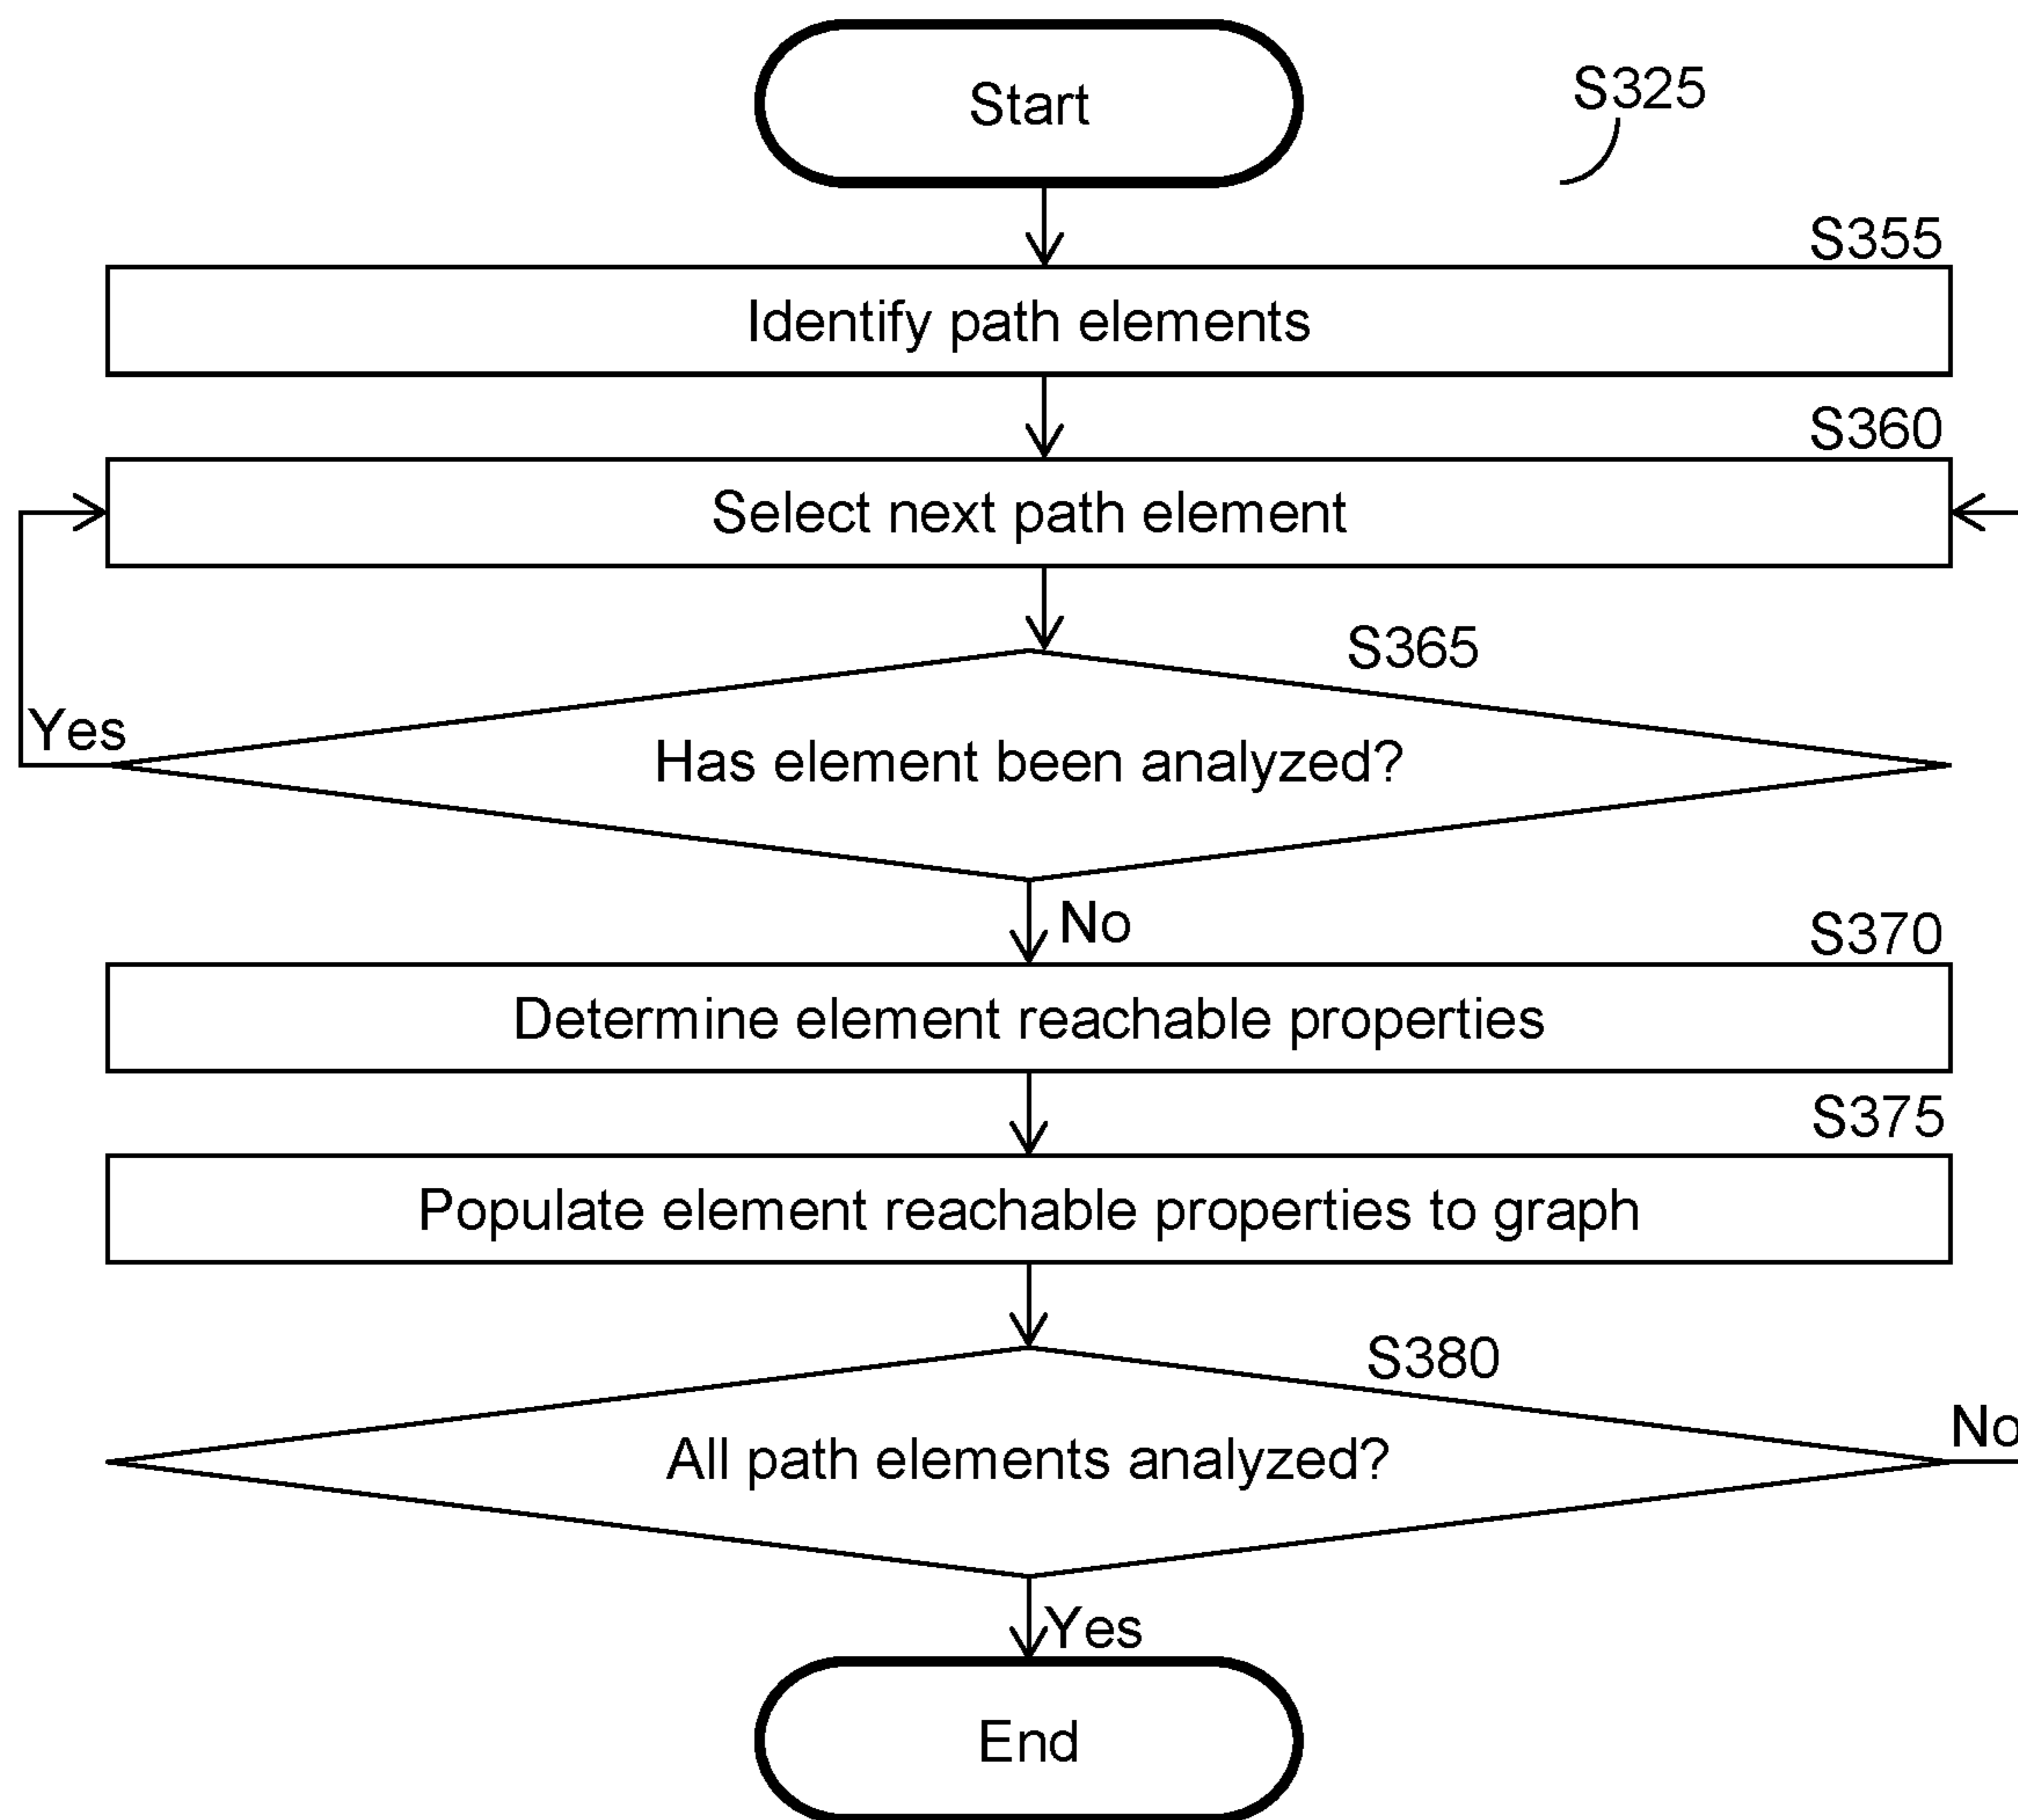 Start
S325
S355
Identify path elements
S360
Select next path element
S365
Yes
Has element been analyzed?
No
S370
Determine element reachable properties
S375
Populate element reachable properties to graph
S380
No
All path elements analyzed?
Yes
End